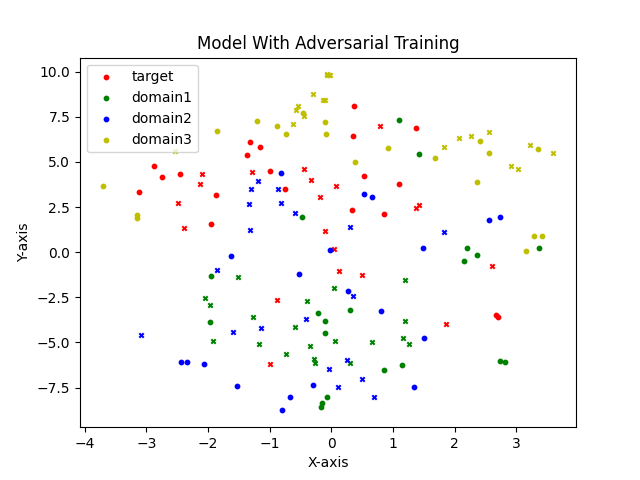 Model With Adversarial Training
10.0
7.5
5.0
2.5
0.0
−2.5
−5.0
−7.5
Y-axis
target
domain1
domain2
domain3
−4 −3 −2 −1 0 1 2 3
X-axis